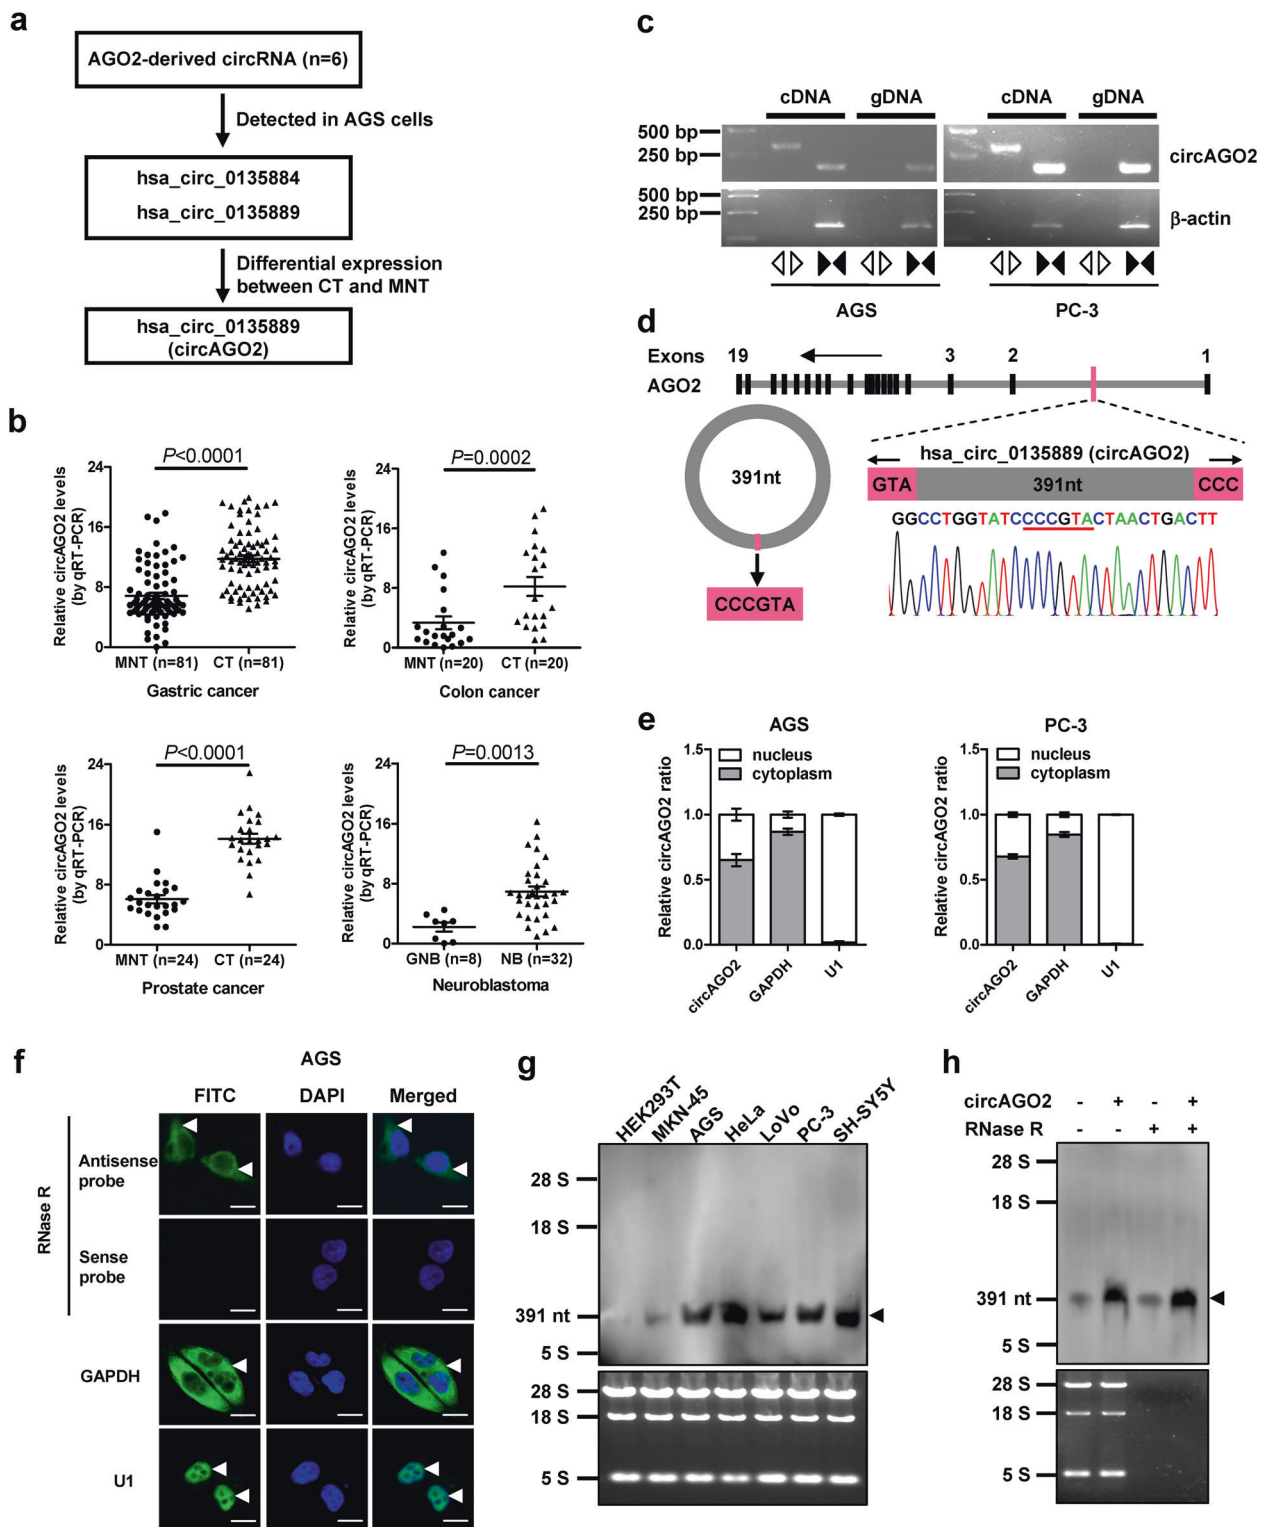 a
AGO2-derived circRNA (n=6)
Detected in AGS cells
hsa_circ_0135884
hsa_circ_0135889
Differential expression
between CT and MNT
hsa_circ_0135889
(circAGO2)
b
Relative circAGO2 levels
(by qRT-PCR)
24
16
8
0
P<0.0001
MNT (n=81) CT (n=81)
Gastric cancer
Relative circAGO2 levels
(by qRT-PCR)
24
16
8
0
P=0.0002
MNT (n=20) CT (n=20)
Colon cancer
Relative circAGO2 levels
(by qRT-PCR)
24
16
8
0
P<0.0001
MNT (n=24) CT (n=24)
Prostate cancer
Relative circAGO2 levels
(by qRT-PCR)
24
16
8
0
P=0.0013
GNB (n=8) NB (n=32)
Neuroblastoma
c
cDNA gDNA cDNA gDNA
500 bp
250 bp
circAGO2
500 bp
250 bp
β-actin
AGS PC-3
d
Exons 19 3 2 1
AGO2
391nt
CCCGTA
hsa_circ_0135889 (circAGO2)
GTA 391nt CCC
GGCCTGGTATCCCCGTACTAACTGACTT
e
AGS
Relative circAGO2 ratio
1.5
1.0
0.5
0.0
nucleus
cytoplasm
circAGO2 GAPDH U1
PC-3
Relative circAGO2 ratio
1.5
1.0
0.5
0.0
nucleus
cytoplasm
circAGO2 GAPDH U1
f
AGS
FITC DAPI Merged
RNase R
Antisense
probe
Sense
probe
GAPDH
U1
g
HEK293T MKN-45 AGS HeLa LoVo PC-3 SH-SY5Y
28 S
18 S
391 nt
5 S
28 S
18 S
5 S
h
circAGO2 - + - +
RNase R - - + +
28 S
18 S
391 nt
5 S
28 S
18 S
5 S